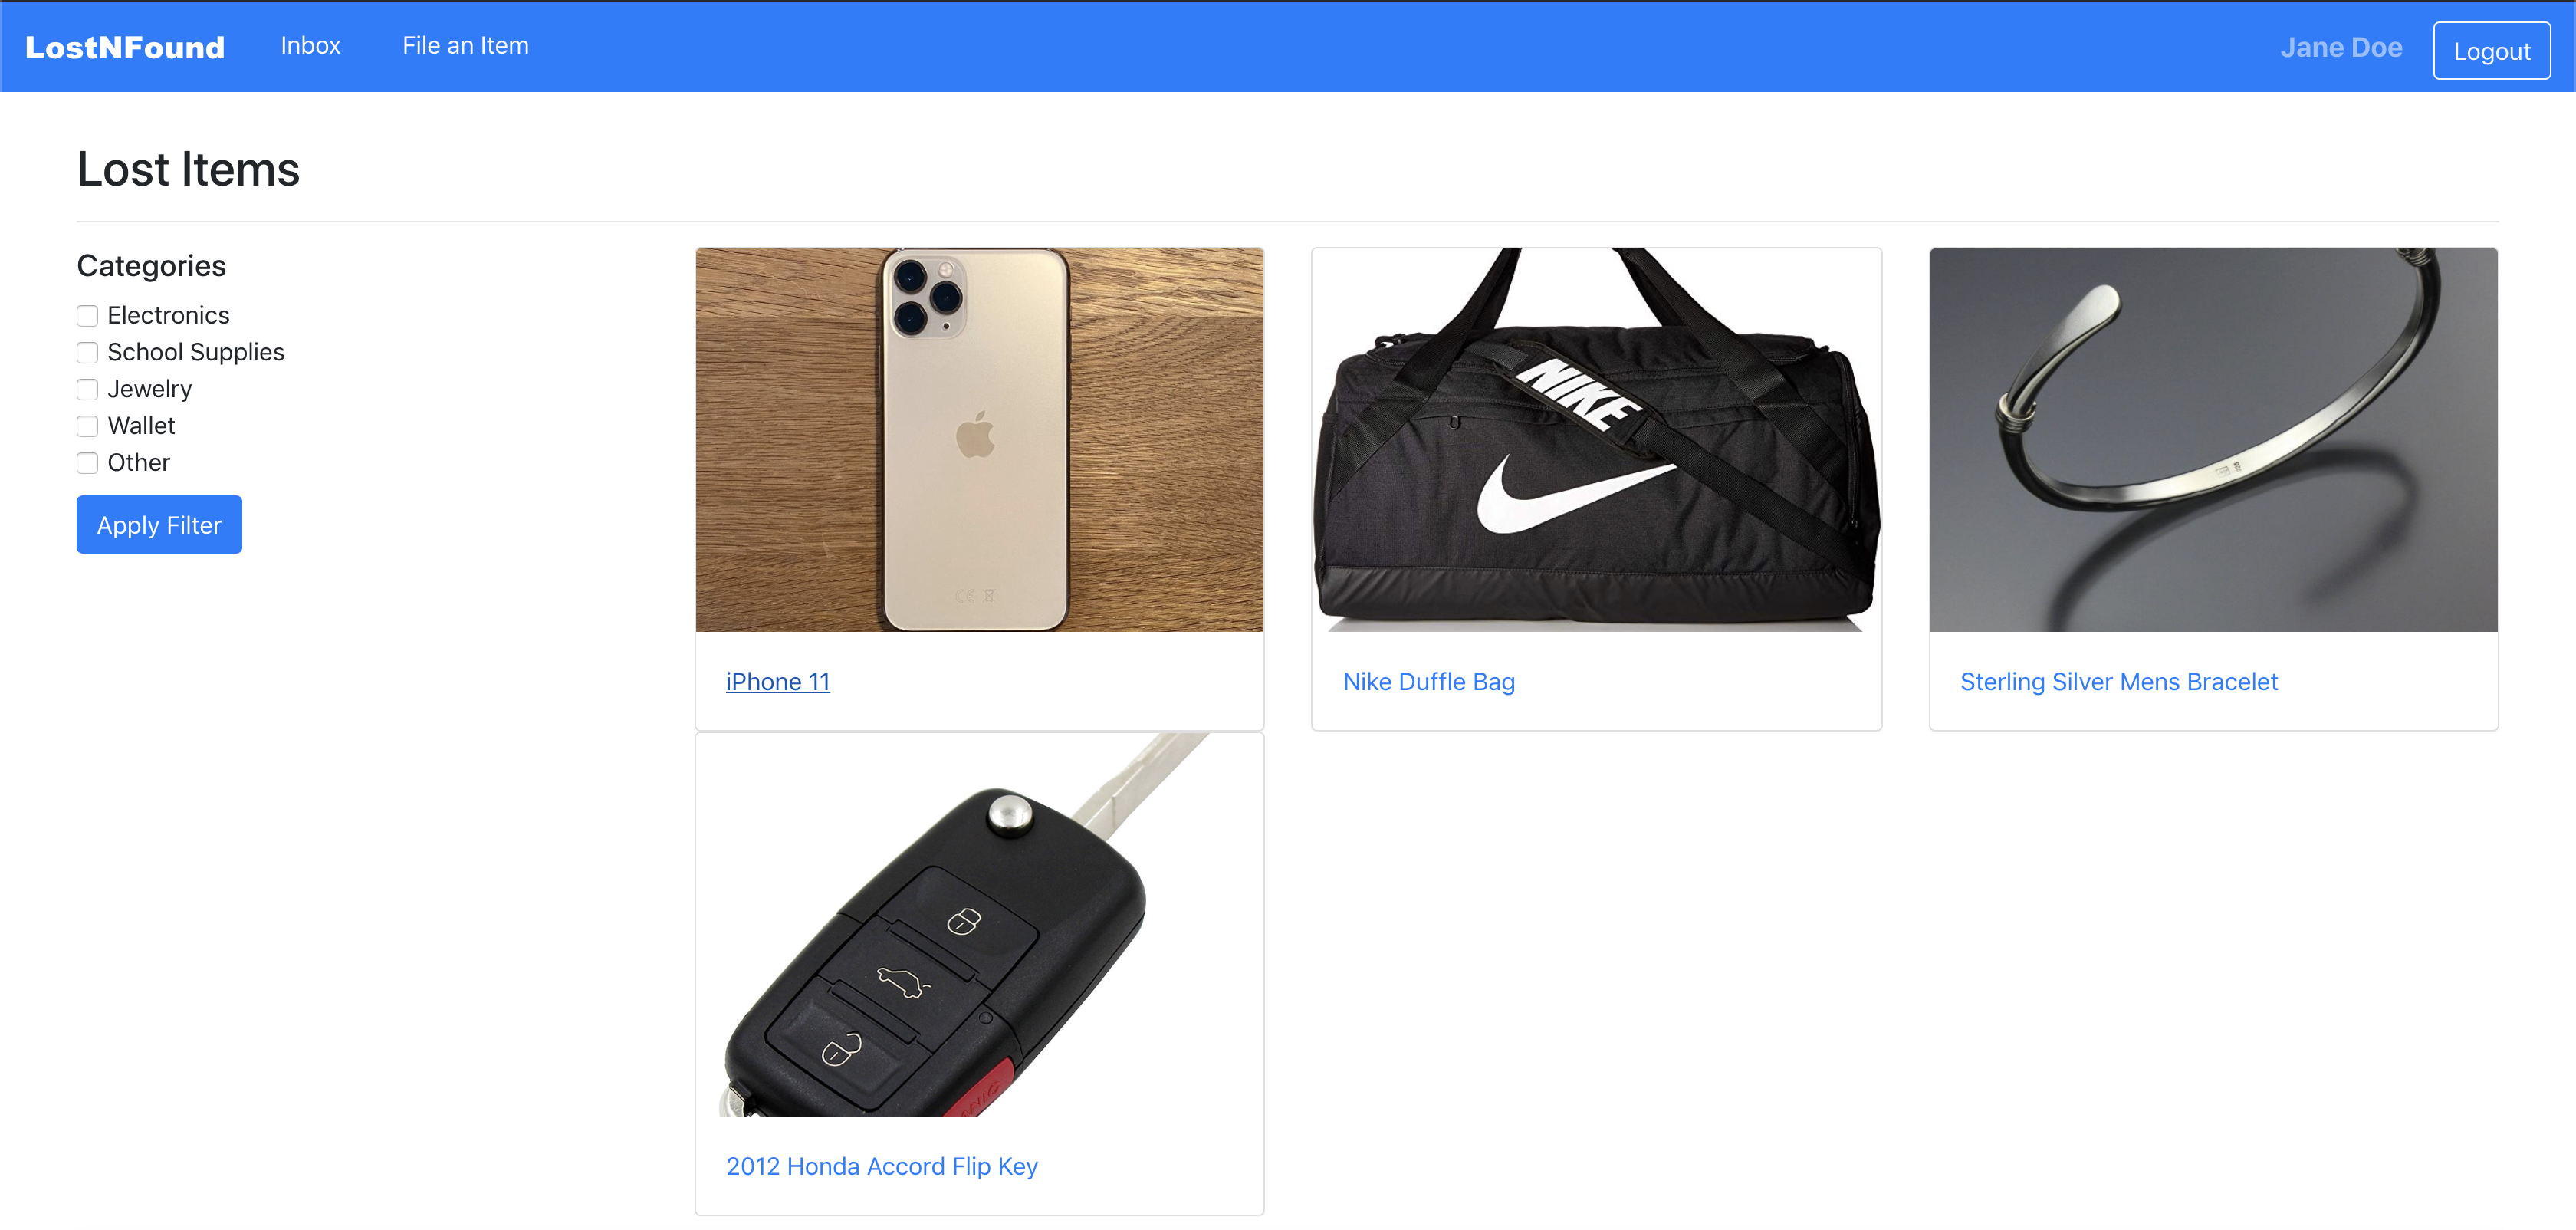 LostNFound
Inbox
File an Item
Jane Doe
Logout
Lost Items
Categories
Electronics
School Supplies
Jewelry
Wallet
Other
Apply Filter
CE
NIKE
iPhone 11
Nike Duffle Bag
Sterling Silver Mens Bracelet
2012 Honda Accord Flip Key